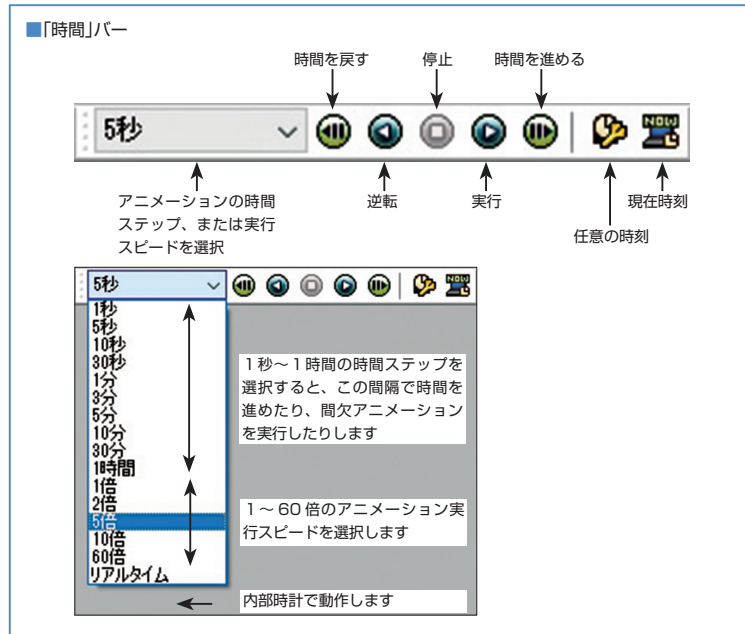 ■「時間」バー
時間を戻す
停止
時間を進める
5秒
NOW
アニメーションの時間
ステップ、または実行
スピードを選択
逆転
実行
任意の時刻
現在時刻
5秒
NOW
1秒
5秒
10秒
30秒
1分
3分
5分
10分
30分
1時間
1倍
2倍
5倍
10倍
60倍
リアルタイム
1秒～1時間の時間ステップを
選択すると、この間隔で時間を
進めたり、間欠アニメーション
を実行したりします
1～60倍のアニメーション実
行スピードを選択します
内部時計で動作します